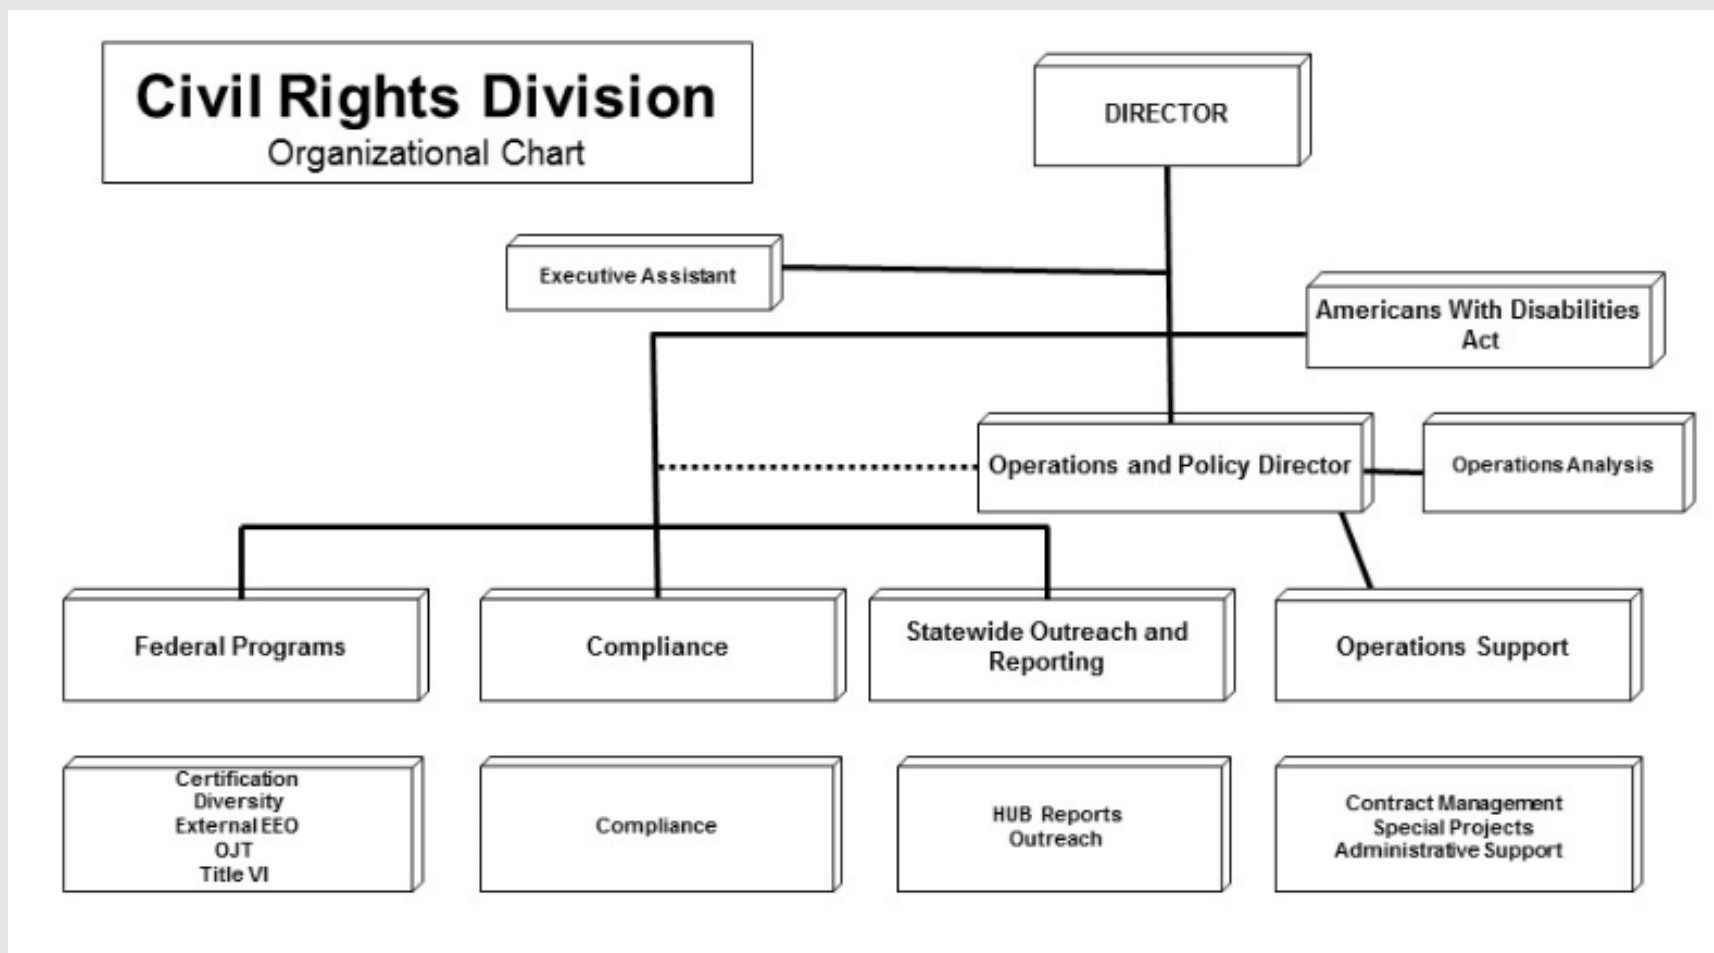 Civil Rights Division
Organizational Chart
DIRECTOR
Executive Assistant
Americans With Disabilities
Act
Operations and Policy Director
Operations Analysis
Federal Programs
Compliance
Statewide Outreach and
Reporting
Operations Support
Certification
Diversity
External EEO
OJT
Title VI
Compliance
HUB Reports
Outreach
Contract Management
Special Projects
Administrative Support